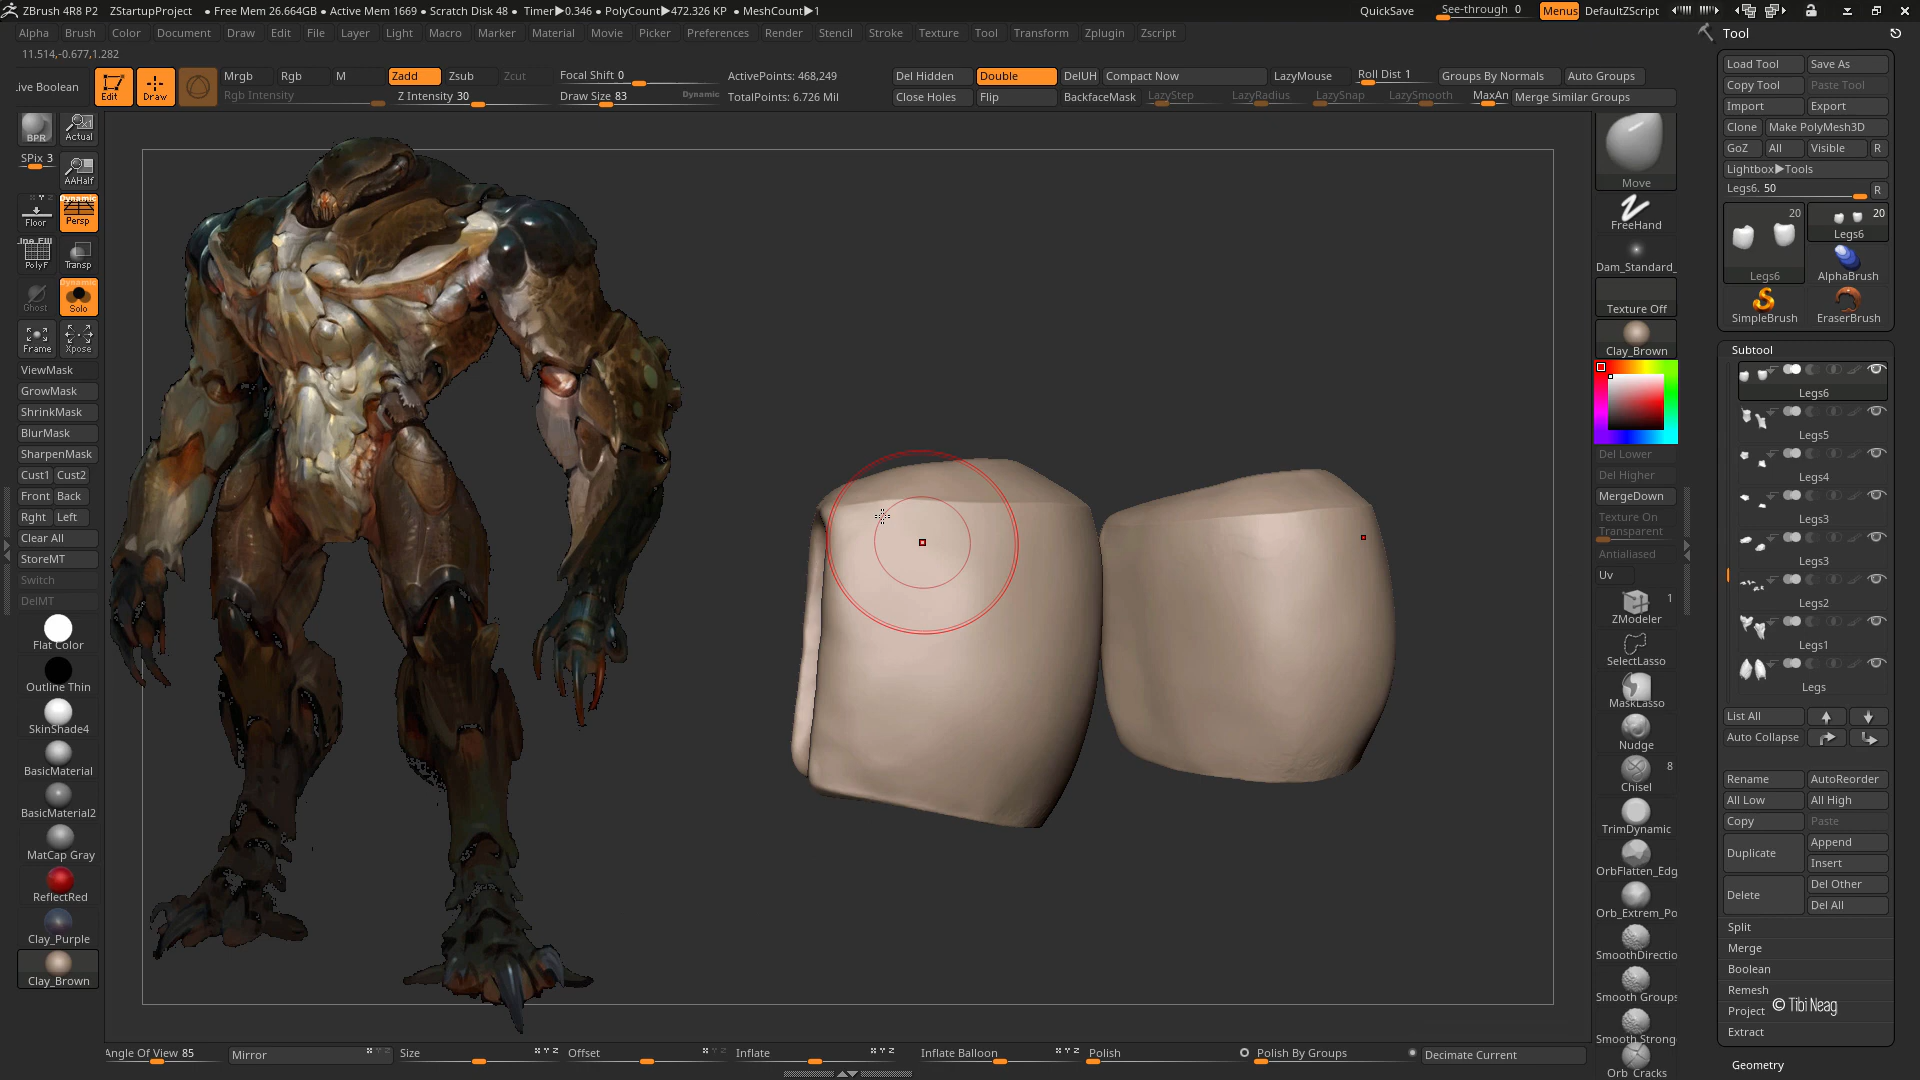 ZBrush 4R8 P2 ZStartupProject • Free Mem 26.664GB • Active Mem 1669 • Scratch Disk 48 • Timer▶0.346 • PolyCount▶472.326 KP • MeshCount▶1 QuickSave See-through 0 Menus DefaultZScript
Alpha Brush Color Document Draw Edit File Layer Light Macro Marker Material Movie Picker Preferences Render Stencil Stroke Texture Tool Transform Zplugin Zscript Tool
11.514,-0.677,1.282
Load Tool Save As
.ive Boolean Edit Draw Mrgb Rgb M Zadd Zsub Zcut Focal Shift 0 ActivePoints: 468,249 Del Hidden Double DelUH Compact Now LazyMouse Roll Dist 1 Groups By Normals Auto Groups
Copy Tool Paste Tool
Rgb Intensity Z Intensity 30 Draw Size 83 Dynamic TotalPoints: 6.726 Mil Close Holes Flip BackfaceMask LazyStep LazyRadius LazySnap LazySmooth MaxAn Merge Similar Groups
Import Export
Clone Make PolyMesh3D
GoZ All Visible R
Lightbox▶Tools
Legs6. 50 R
20 20
Legs6
Legs6 AlphaBrush
SimpleBrush EraserBrush
BPR Actual
SPix 3 AAHalf
Dynamic
Floor Persp
PolyF Transp
Dynamic
Ghost Solo
Frame Xpose
ViewMask
GrowMask
ShrinkMask
BlurMask
SharpenMask
Cust1 Cust2
Front Back
Rght Left
Clear All
StoreMT
Switch
DelMT
Flat Color
Outline Thin
SkinShade4
BasicMaterial
BasicMaterial2
MatCap Gray
ReflectRed
Clay_Purple
Clay_Brown
Move
FreeHand
Dam_Standard_
Texture Off
Clay_Brown
Del Lower
Del Higher
MergeDown
Texture On
Transparent
Antialiased
Uv
1
ZModeler
SelectLasso
MaskLasso
Nudge
8
Chisel
TrimDynamic
OrbFlatten_Edg
Orb_Extrem_Po
SmoothDirectio
Smooth Groups
Smooth Strong
Orb_Cracks
Subtool
Legs6
Legs5
Legs4
Legs3
Legs3
Legs2
Legs1
Legs
List All
Auto Collapse
Rename AutoReorder
All Low All High
Copy Paste
Duplicate Append
Insert
Delete Del Other
Del All
Split
Merge
Boolean
Remesh
Project © Tibi Neag
Extract
Geometry
Angle Of View 85 Mirror Size Offset Inflate Inflate Balloon Polish Polish By Groups Decimate Current